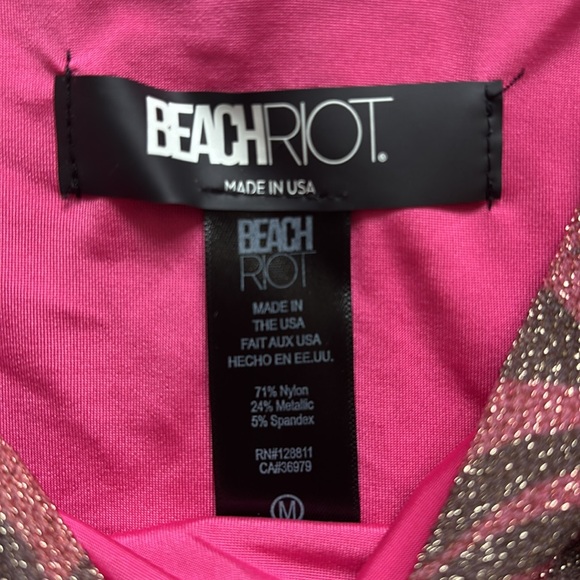 BEACHRIOT®
MADE IN USA
BEACH
RIOT
MADE IN
THE USA
FAIT AUX USA
HECHO EN EE.UU.
71% Nylon
24% Metallic
5% Spandex
RN#128811
CA#36979
M